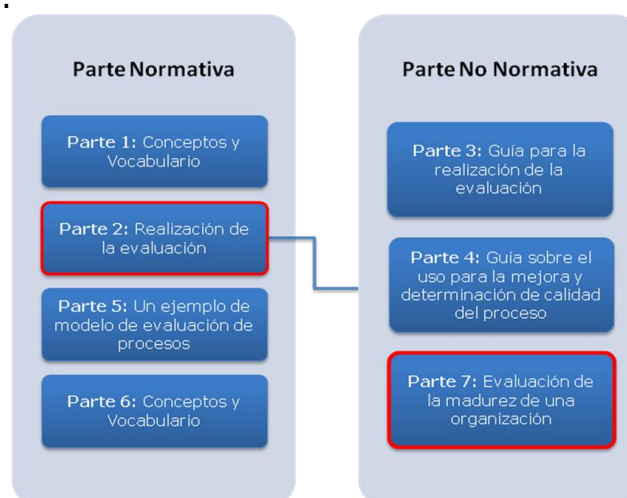 .
Parte Normativa
Parte 1: Conceptos y
Vocabulario
Parte 2: Realización de
la evaluación
Parte 5: Un ejemplo de
modelo de evaluación de
procesos
Parte 6: Conceptos y
Vocabulario
Parte No Normativa
Parte 3: Guía para la
realización de la
evaluación
Parte 4: Guía sobre el
uso para la mejora y
determinación de calidad
del proceso
Parte 7: Evaluación de
la madurez de una
organización